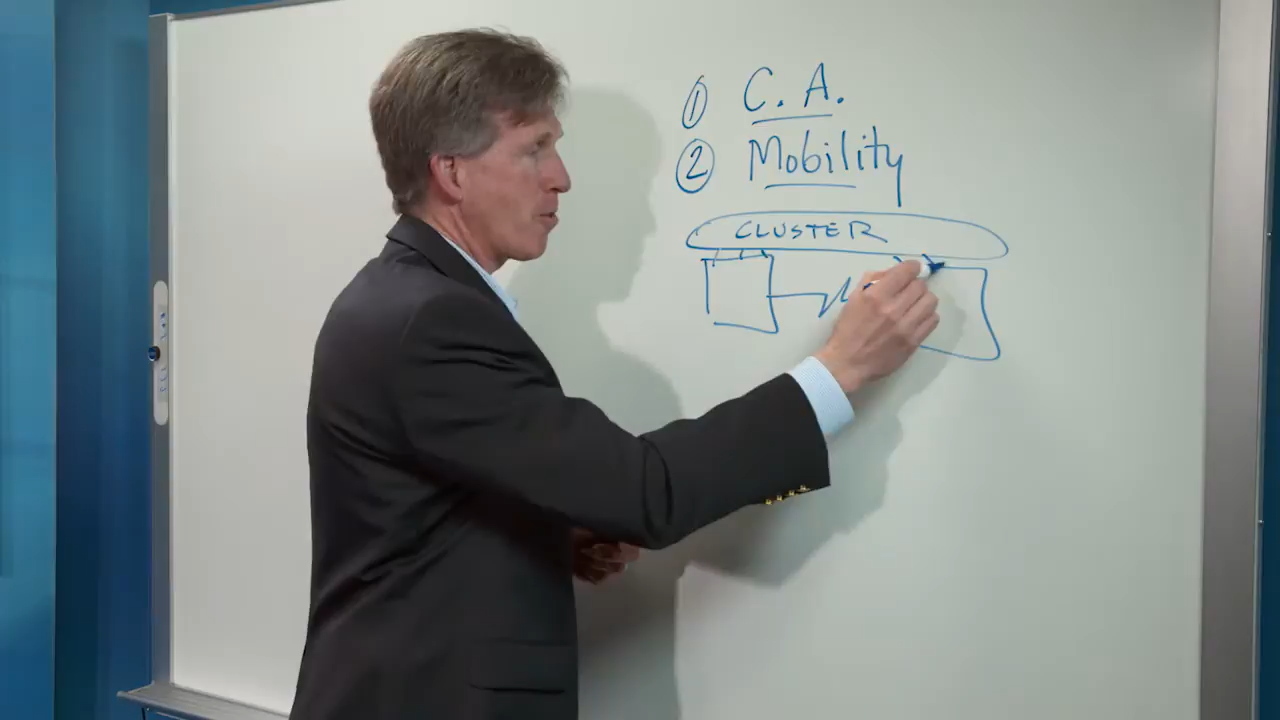 ① C. A.
② Mobility
CLUSTER